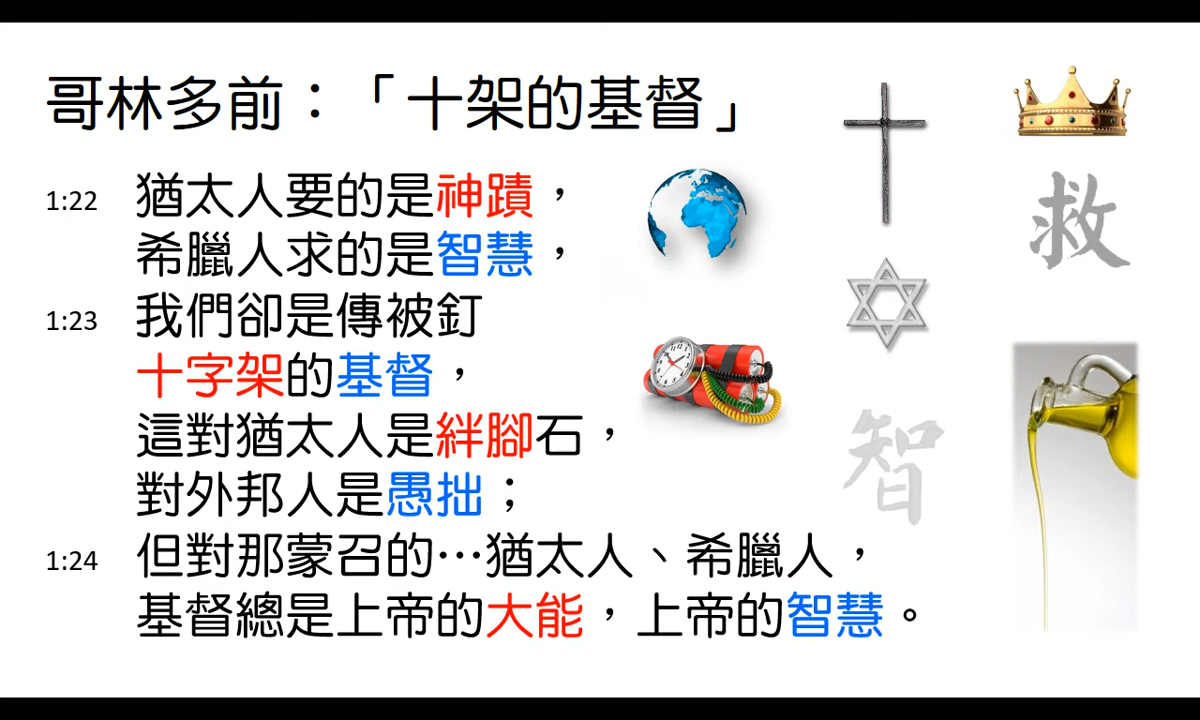 哥林多前：「十架的基督」
1:22 猶太人要的是神蹟，
希臘人求的是智慧，
1:23 我們卻是傳被釘
十字架的基督，
這對猶太人是絆腳石，
對外邦人是愚拙；
1:24 但對那蒙召的…猶太人、希臘人，
基督總是上帝的大能，上帝的智慧。
救
智